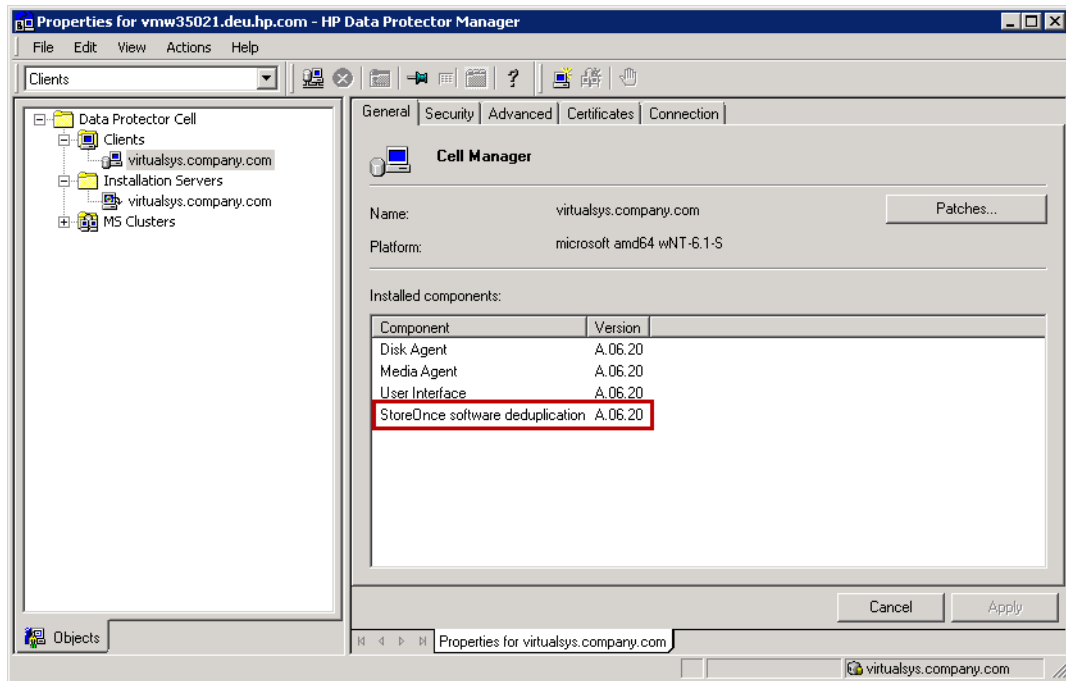 Properties for vmw35021.deu.hp.com - HP Data Protector Manager
File Edit View Actions Help
Clients
Data Protector Cell
Clients
virtualsys.company.com
Installation Servers
virtualsys.company.com
MS Clusters
General Security Advanced Certificates Connection
Cell Manager
Name: virtualsys.company.com Patches...
Platform: microsoft amd64 wNT-6.1-S
Installed components:
Component Version
Disk Agent A.06.20
Media Agent A.06.20
User Interface A.06.20
StoreOnce software deduplication A.06.20
Cancel Apply
Objects
Properties for virtualsys.company.com
virtualsys.company.com